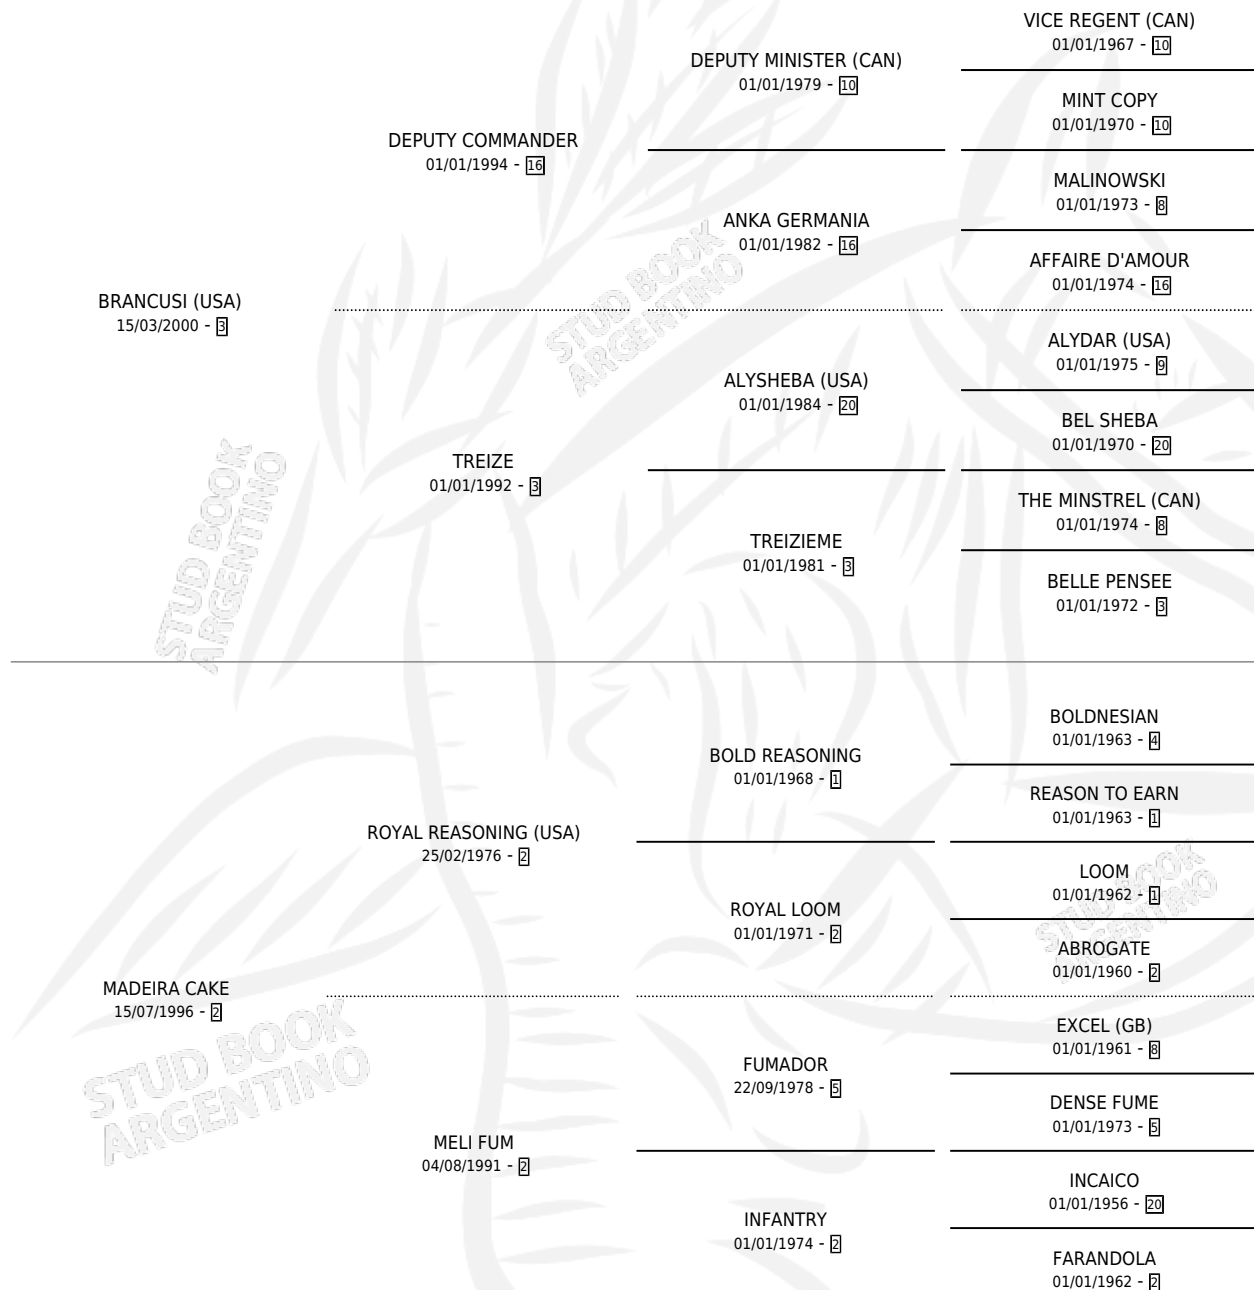 VICE REGENT (CAN)
01/01/1967 - 10
DEPUTY MINISTER (CAN)
01/01/1979 - 10
MINT COPY
01/01/1970 - 10
DEPUTY COMMANDER
01/01/1994 - 16
MALINOWSKI
01/01/1973 - 8
ANKA GERMANIA
01/01/1982 - 16
AFFAIRE D'AMOUR
01/01/1974 - 16
BRANCUSI (USA)
15/03/2000 - 3
STUD BOOK
ARGENTINO
ALYDAR (USA)
01/01/1975 - 9
ALYSHEBA (USA)
01/01/1984 - 20
BEL SHEBA
01/01/1970 - 20
TREIZE
01/01/1992 - 3
THE MINSTREL (CAN)
01/01/1974 - 8
TREIZIEME
01/01/1981 - 3
BELLE PENSEE
01/01/1972 - 3
STUD BOOK
ARGENTINO
BOLDNESIAN
01/01/1963 - 4
BOLD REASONING
01/01/1968 - 1
REASON TO EARN
01/01/1963 - 1
ROYAL REASONING (USA)
25/02/1976 - 2
LOOM
01/01/1962 - 1
ROYAL LOOM
01/01/1971 - 2
STUD BOOK
ARGENTINO
ABROGATE
01/01/1960 - 2
MADEIRA CAKE
15/07/1996 - 2
EXCEL (GB)
01/01/1961 - 8
FUMADOR
22/09/1978 - 5
STUD BOOK
ARGENTINO
DENSE FUME
01/01/1973 - 5
MELI FUM
04/08/1991 - 2
INCAICO
01/01/1956 - 20
INFANTRY
01/01/1974 - 2
FARANDOLA
01/01/1962 - 2